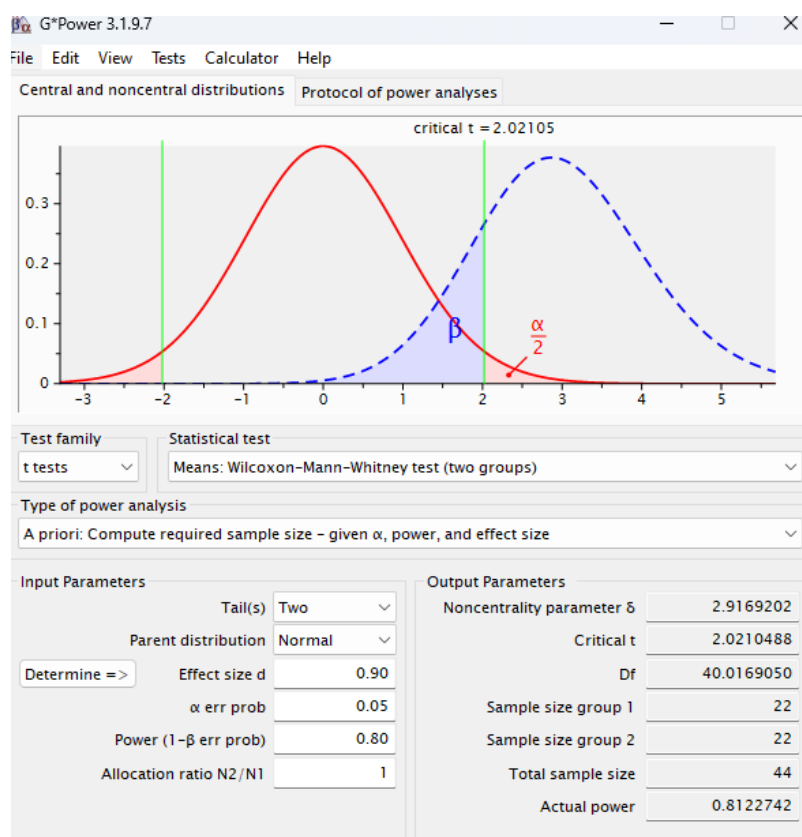 βα G*Power 3.1.9.7
File Edit View Tests Calculator Help
Central and noncentral distributions Protocol of power analyses
critical t = 2.02105
0.3
0.2
0.1
0
β
α
2
-3 -2 -1 0 1 2 3 4 5
Test family Statistical test
t tests Means: Wilcoxon-Mann-Whitney test (two groups)
Type of power analysis
A priori: Compute required sample size - given α, power, and effect size
Input Parameters Output Parameters
Tail(s) Two Noncentrality parameter δ 2.9169202
Parent distribution Normal Critical t 2.0210488
Determine => Effect size d 0.90 Df 40.0169050
α err prob 0.05 Sample size group 1 22
Power (1-β err prob) 0.80 Sample size group 2 22
Allocation ratio N2/N1 1 Total sample size 44
Actual power 0.8122742